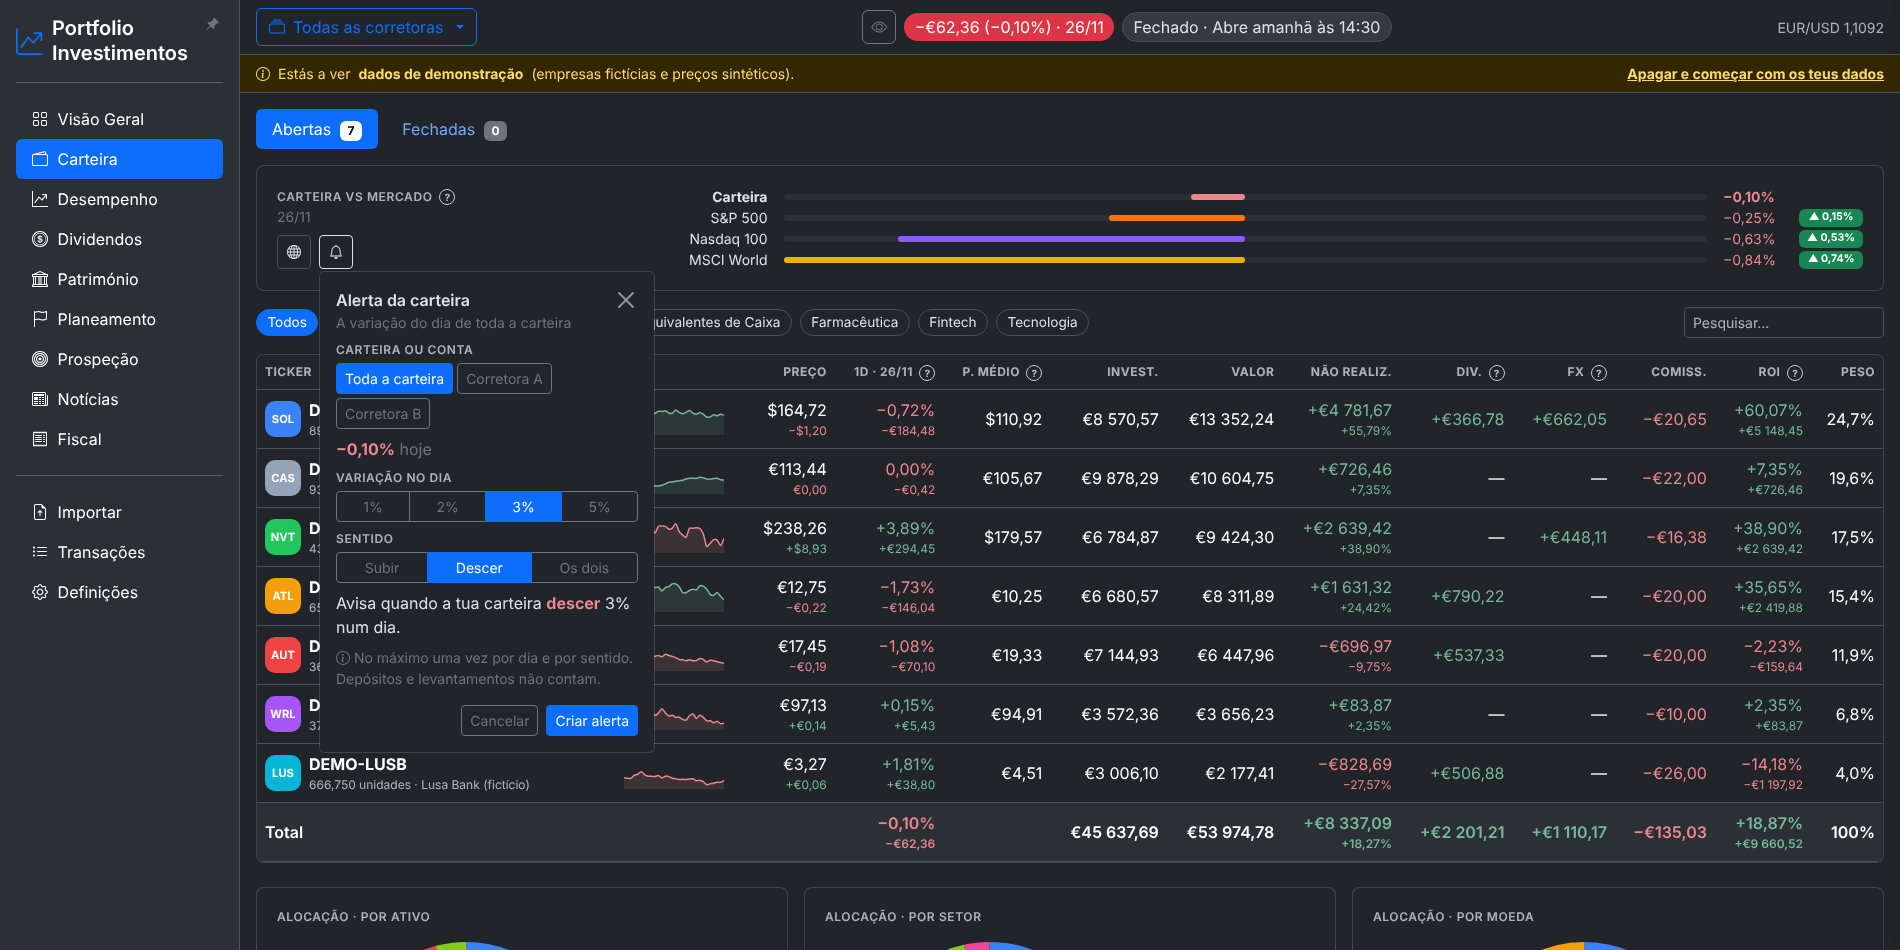 Portfolio
Investimentos
Visão Geral
Carteira
Desempenho
Dividendos
Património
Planeamento
Prospeção
Notícias
Fiscal
Importar
Transações
Definições
Todas as corretoras
−€62,36 (−0,10%) · 26/11
Fechado · Abre amanhã às 14:30
EUR/USD 1,1092
Estás a ver dados de demonstração (empresas fictícias e preços sintéticos).
Apagar e começar com os teus dados
Abertas 7
Fechadas 0
CARTEIRA VS MERCADO ?
26/11
Carteira −0,10%
S&P 500 −0,25% ▲ 0,15%
Nasdaq 100 −0,63% ▲ 0,53%
MSCI World −0,84% ▲ 0,74%
Alerta da carteira
A variação do dia de toda a carteira
CARTEIRA OU CONTA
Toda a carteira
Corretora A
Corretora B
−0,10% hoje
VARIAÇÃO NO DIA
1% 2% 3% 5%
SENTIDO
Subir Descer Os dois
Avisa quando a tua carteira descer 3%
num dia.
No máximo uma vez por dia e por sentido.
Depósitos e levantamentos não contam.
Cancelar Criar alerta
Todos
quivalentes de Caixa
Farmacêutica
Fintech
Tecnologia
Pesquisar...
TICKER PREÇO 1D · 26/11 ? P. MÉDIO ? INVEST. VALOR NÃO REALIZ. DIV. ? FX ? COMISS. ROI ? PESO
SOL D $164,72 −0,72% $110,92 €8 570,57 €13 352,24 +€4 781,67 +€366,78 +€662,05 −€20,65 +60,07% 24,7%
89 −$1,20 −€184,48 +55,79% +€5 148,45
CAS D €113,44 0,00% €105,67 €9 878,29 €10 604,75 +€726,46 — — −€22,00 +7,35% 19,6%
93 €0,00 −€0,42 +7,35% +€726,46
NVT D $238,26 +3,89% $179,57 €6 784,87 €9 424,30 +€2 639,42 — +€448,11 −€16,38 +38,90% 17,5%
43 +$8,93 +€294,45 +38,90% +€2 639,42
ATL D €12,75 −1,73% €10,25 €6 680,57 €8 311,89 +€1 631,32 +€790,22 — −€20,00 +35,65% 15,4%
65 −€0,22 −€146,04 +24,42% +€2 419,88
AUT D €17,45 −1,08% €19,33 €7 144,93 €6 447,96 −€696,97 +€537,33 — −€20,00 −2,23% 11,9%
36 −€0,19 −€70,10 −9,75% −€159,64
WRL D €97,13 +0,15% €94,91 €3 572,36 €3 656,23 +€83,87 — — −€10,00 +2,35% 6,8%
37 +€0,14 +€5,43 +2,35% +€83,87
LUS DEMO-LUSB €3,27 +1,81% €4,51 €3 006,10 €2 177,41 −€828,69 +€506,88 — −€26,00 −14,18% 4,0%
666,750 unidades · Lusa Bank (fictício) +€0,06 +€38,80 −27,57% −€1 197,92
Total −0,10% €45 637,69 €53 974,78 +€8 337,09 +€2 201,21 +€1 110,17 −€135,03 +18,87% 100%
−€62,36 +18,27% +€9 660,52
ALOCAÇÃO · POR ATIVO
ALOCAÇÃO · POR SETOR
ALOCAÇÃO · POR MOEDA